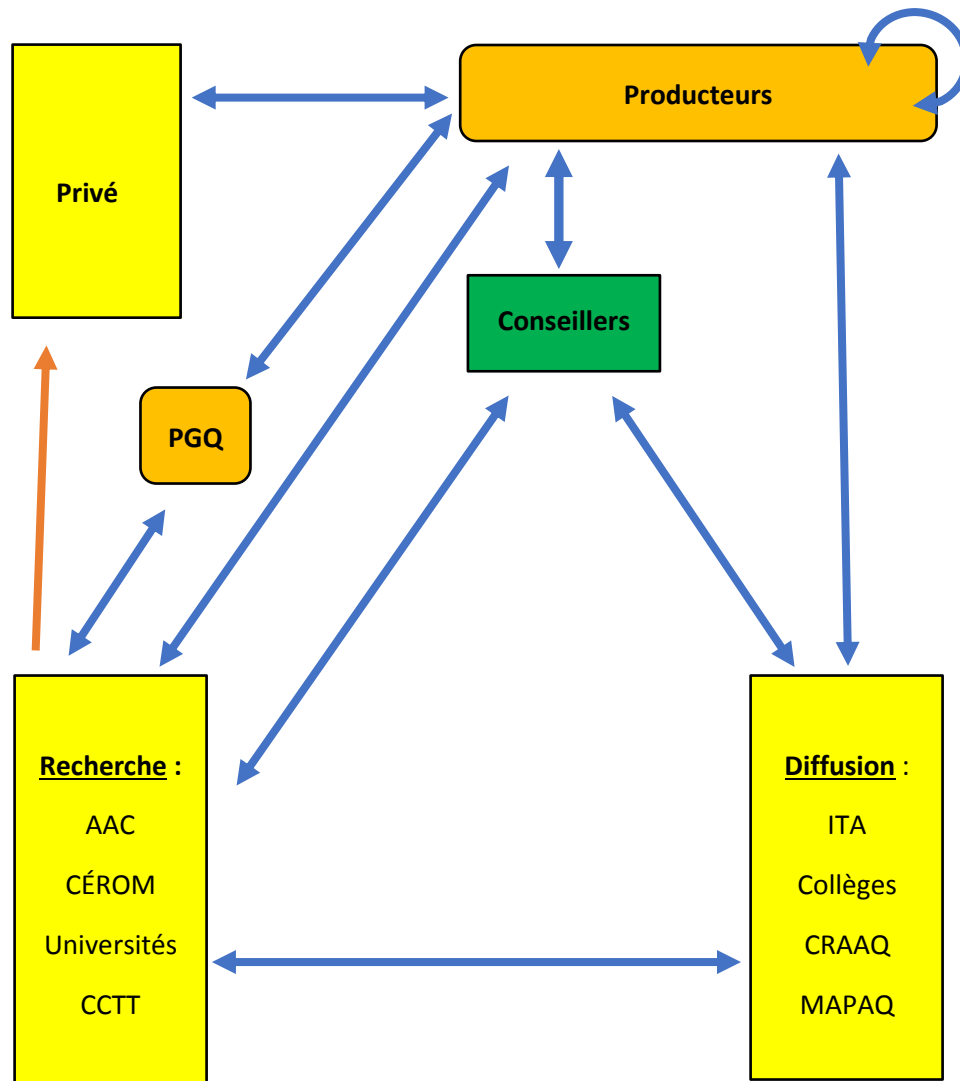 Producteurs
Privé
Conseillers
PGQ
Recherche :
AAC
CÉROM
Universités
CCTT
Diffusion :
ITA
Collèges
CRAAQ
MAPAQ